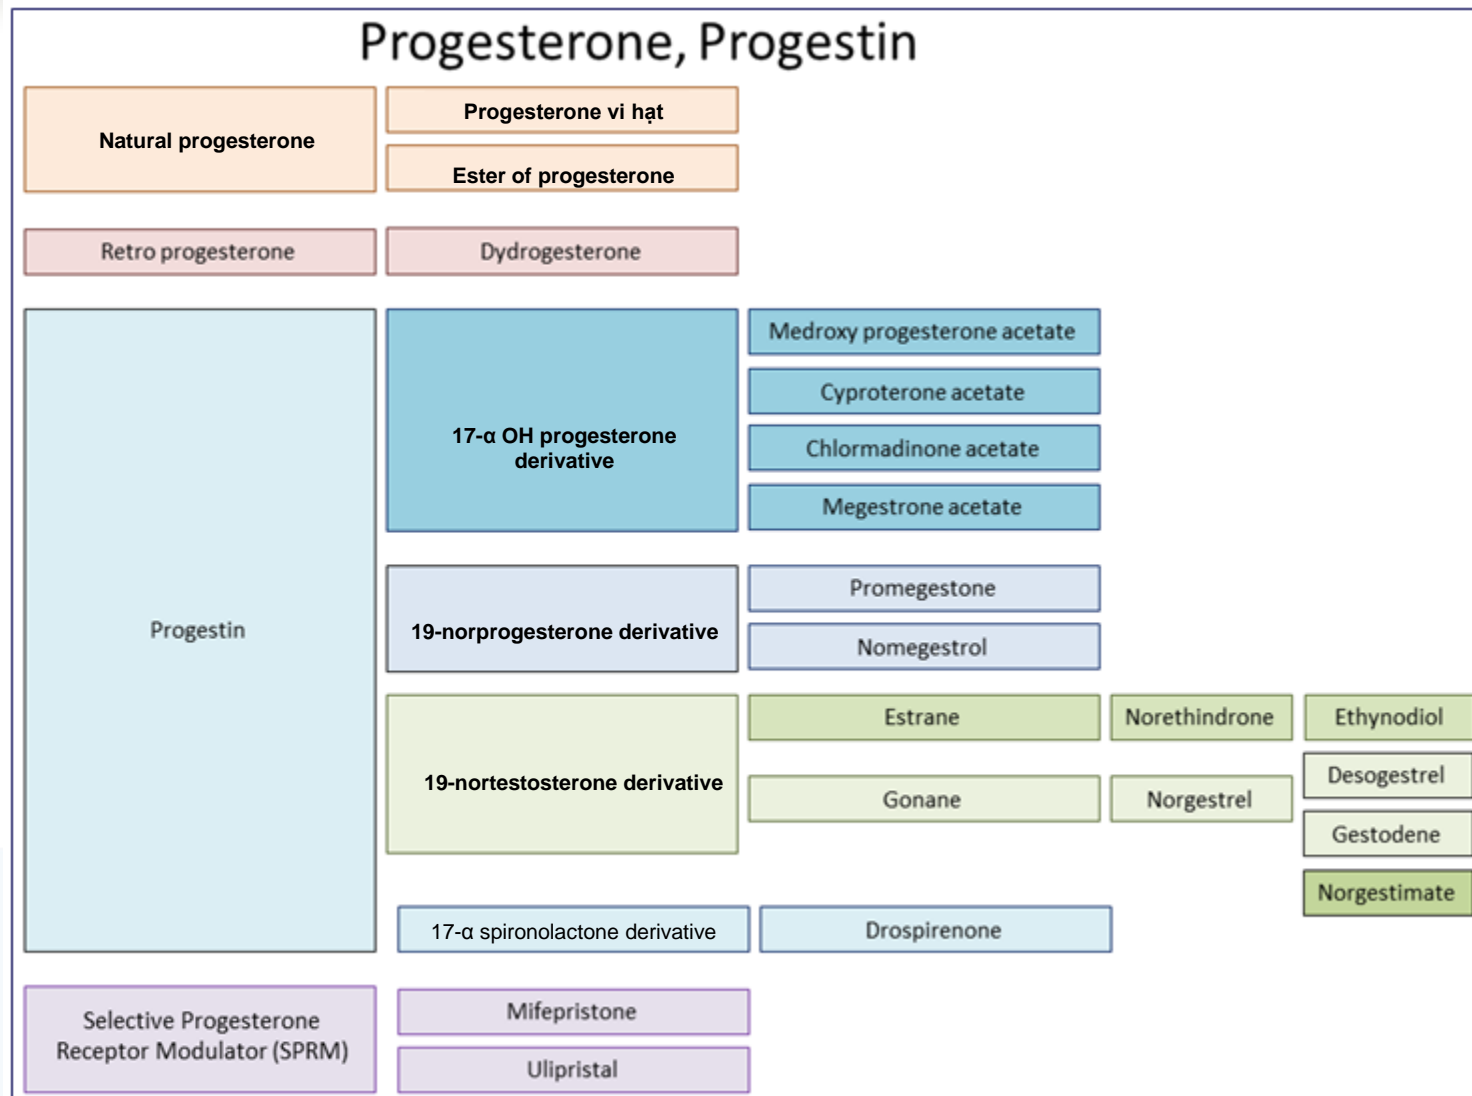 Progesterone, Progestin
Natural progesterone
Progesterone vi hạt
Ester of progesterone
Retro progesterone
Dydrogesterone
Progestin
17-α OH progesterone
derivative
Medroxy progesterone acetate
Cyproterone acetate
Chlormadinone acetate
Megestrone acetate
19-norprogesterone derivative
Promegestone
Nomegestrol
19-nortestosterone derivative
Estrane
Norethindrone
Ethynodiol
Gonane
Norgestrel
Desogestrel
Gestodene
Norgestimate
17-α spironolactone derivative
Drospirenone
Selective Progesterone
Receptor Modulator (SPRM)
Mifepristone
Ulipristal